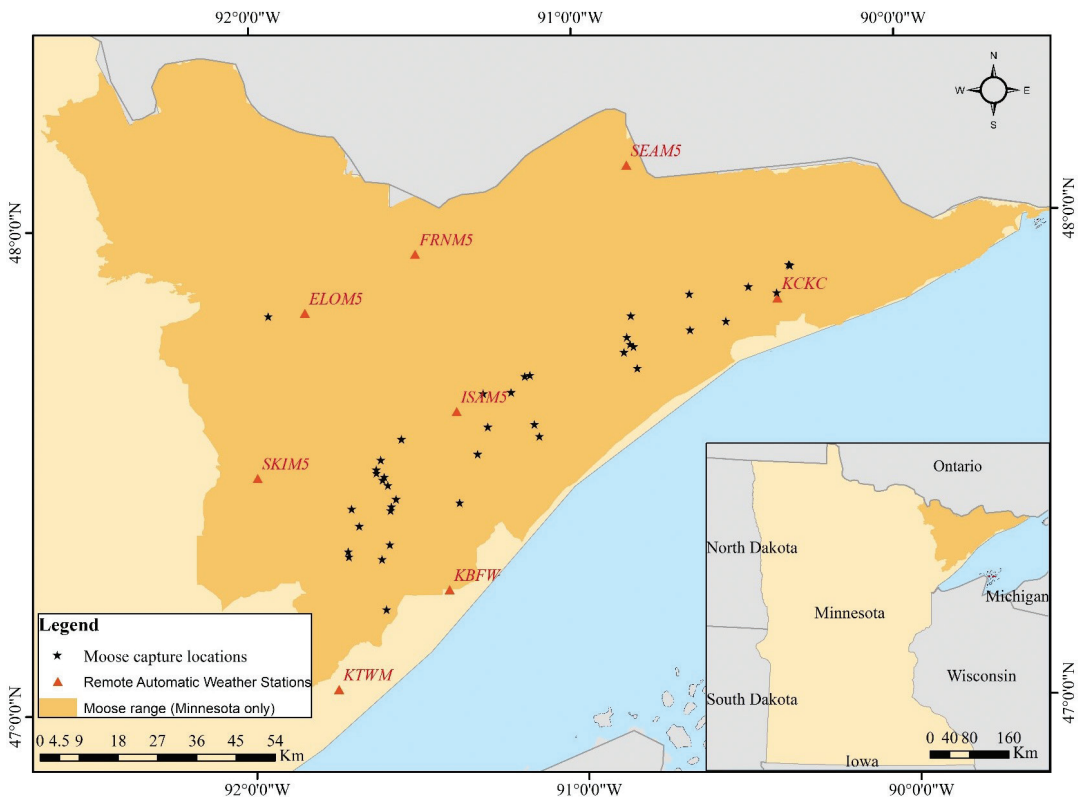 92°0'0"W 91°0'0"W 90°0'0"W
N
W E
S
SEAM5
48°0'0"N 48°0'0"N
FRNM5
KCKC
ELOM5
ISAM5
SKIM5
Ontario
North Dakota
KBFW
Michigan
Minnesota
Legend
Moose capture locations
Wisconsin
KTWM
Remote Automatic Weather Stations
South Dakota
Moose range (Minnesota only)
47°0'0"N 47°0'0"N
0 4.5 9 18 27 36 45 54
Km
0 40 80 160
Km
Iowa
92°0'0"W 91°0'0"W 90°0'0"W